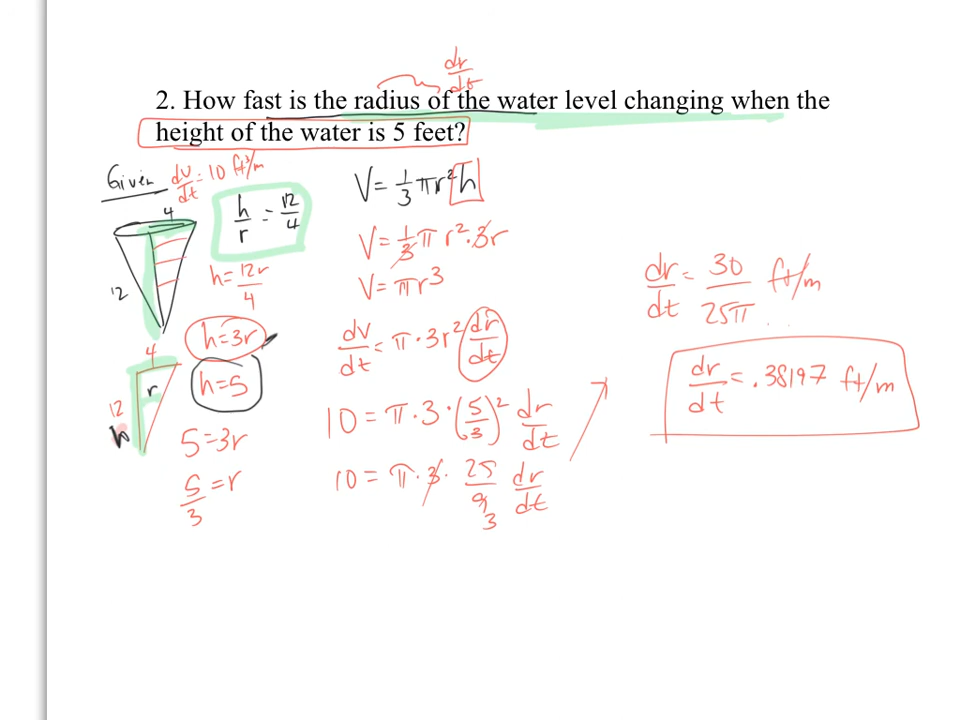 dr/dt
2. How fast is the radius of the water level changing when the
height of the water is 5 feet?
Given dv/dt = 10 ft³/m
4
12
h/r = 12/4
h = 12r/4
h = 3r
h = 5
4
r
12
h
5 = 3r
5/3 = r
V = 1/3 πr² h
V = 1/3 π r² · 3r
V = πr³
dv/dt = π · 3r² dr/dt
10 = π · 3 · (5/3)² dr/dt
10 = π · 3 · 25/9 dr/dt
3
dr/dt = 30/25π ft/m
dr/dt = .38197 ft/m